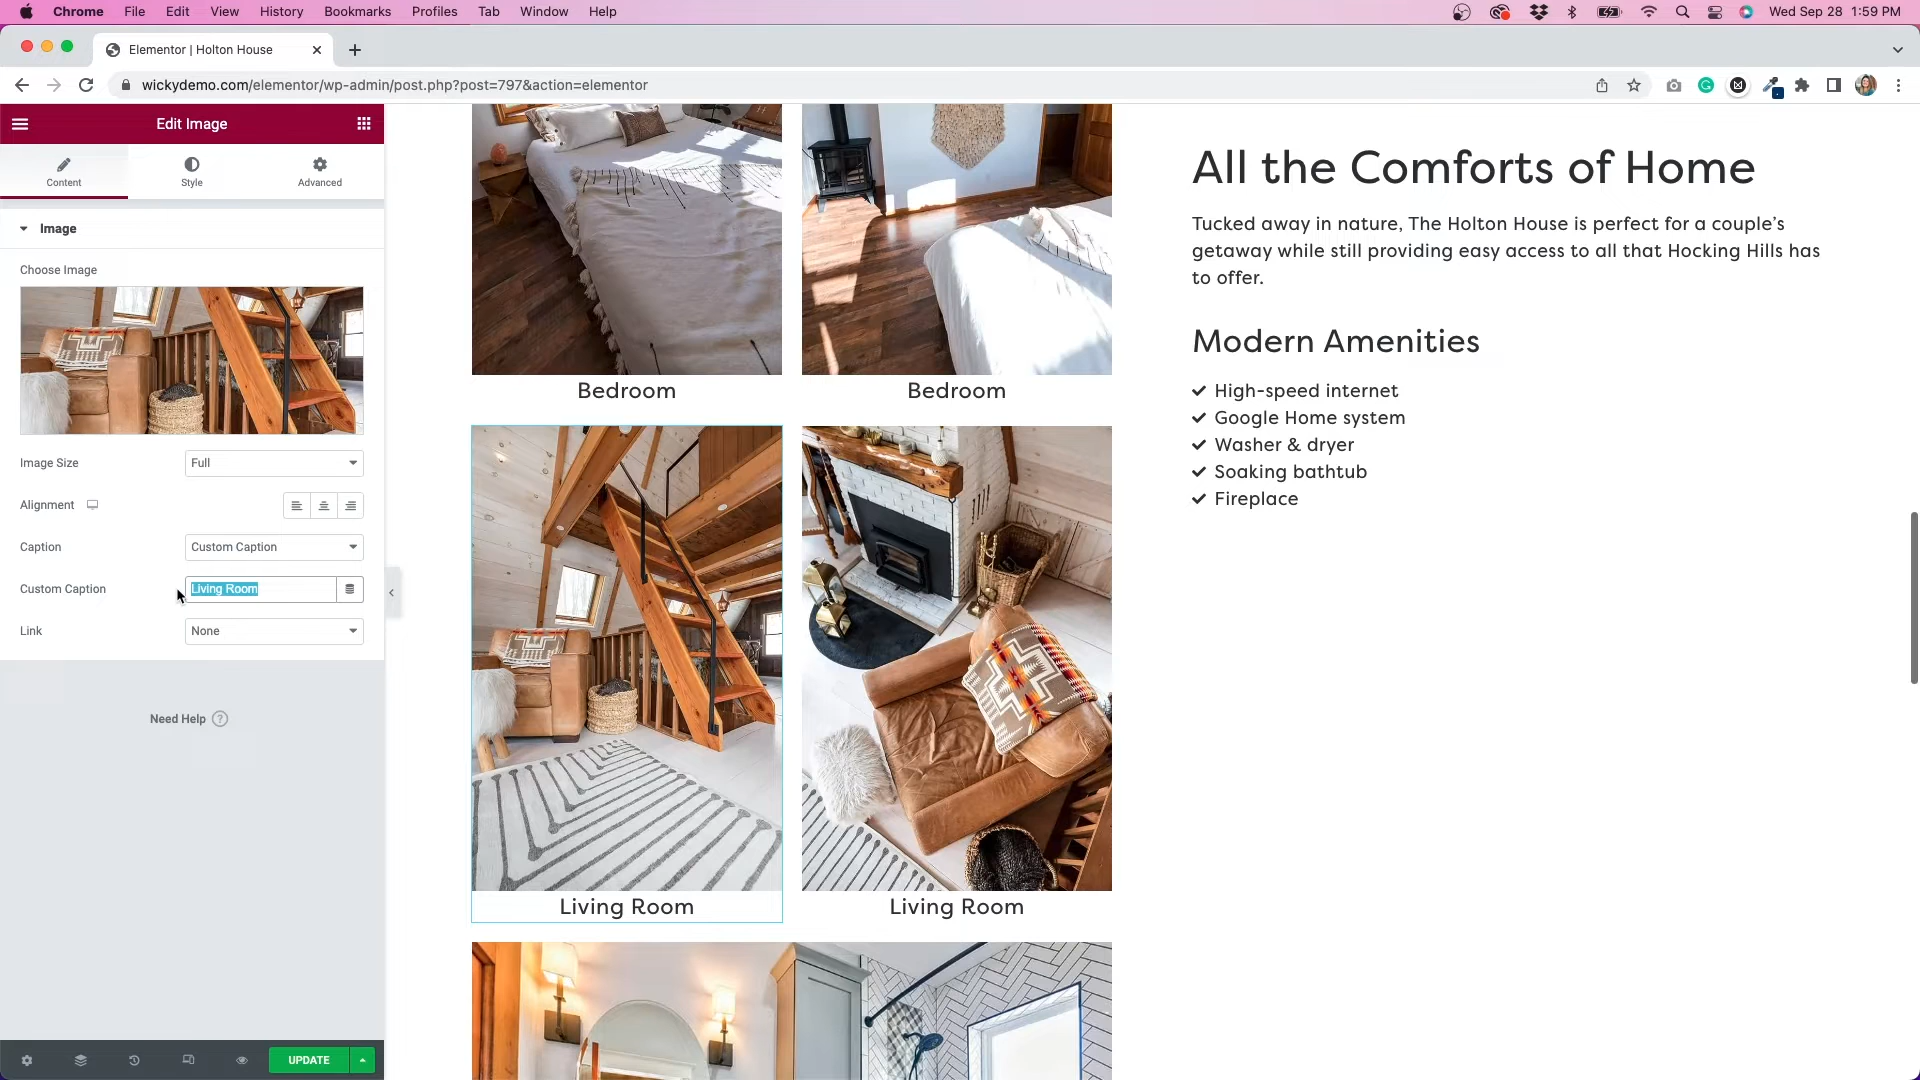 Chrome File Edit View History Bookmarks Profiles Tab Window Help Wed Sep 28 1:59 PM
Elementor | Holton House
wickydemo.com/elementor/wp-admin/post.php?post=797&action=elementor
Edit Image
Content Style Advanced
Image
Choose Image
Image Size Full
Alignment
Caption Custom Caption
Custom Caption Living Room
Link None
Need Help ?
UPDATE
Bedroom Bedroom
Living Room Living Room
All the Comforts of Home
Tucked away in nature, The Holton House is perfect for a couple's
getaway while still providing easy access to all that Hocking Hills has
to offer.
Modern Amenities
High-speed internet
Google Home system
Washer & dryer
Soaking bathtub
Fireplace